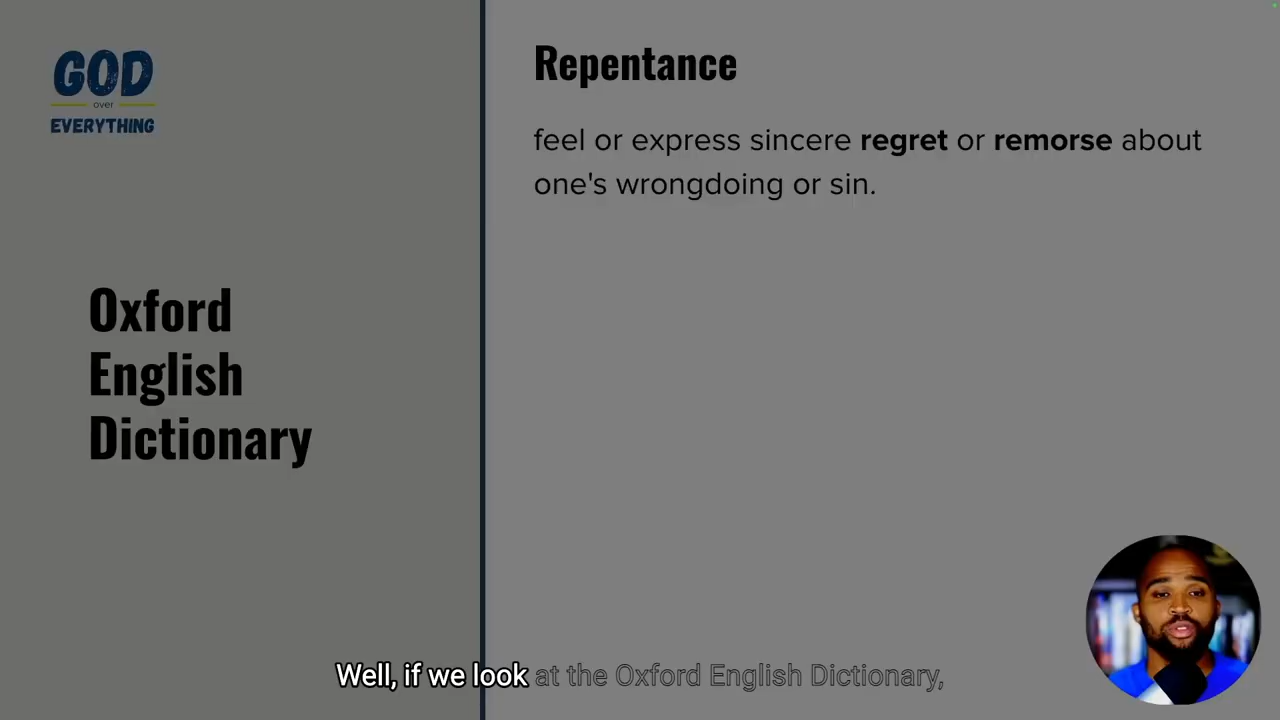 GOD
over
EVERYTHING
Oxford
English
Dictionary
Repentance
feel or express sincere regret or remorse about
one's wrongdoing or sin.
Well, if we look at the Oxford English Dictionary,